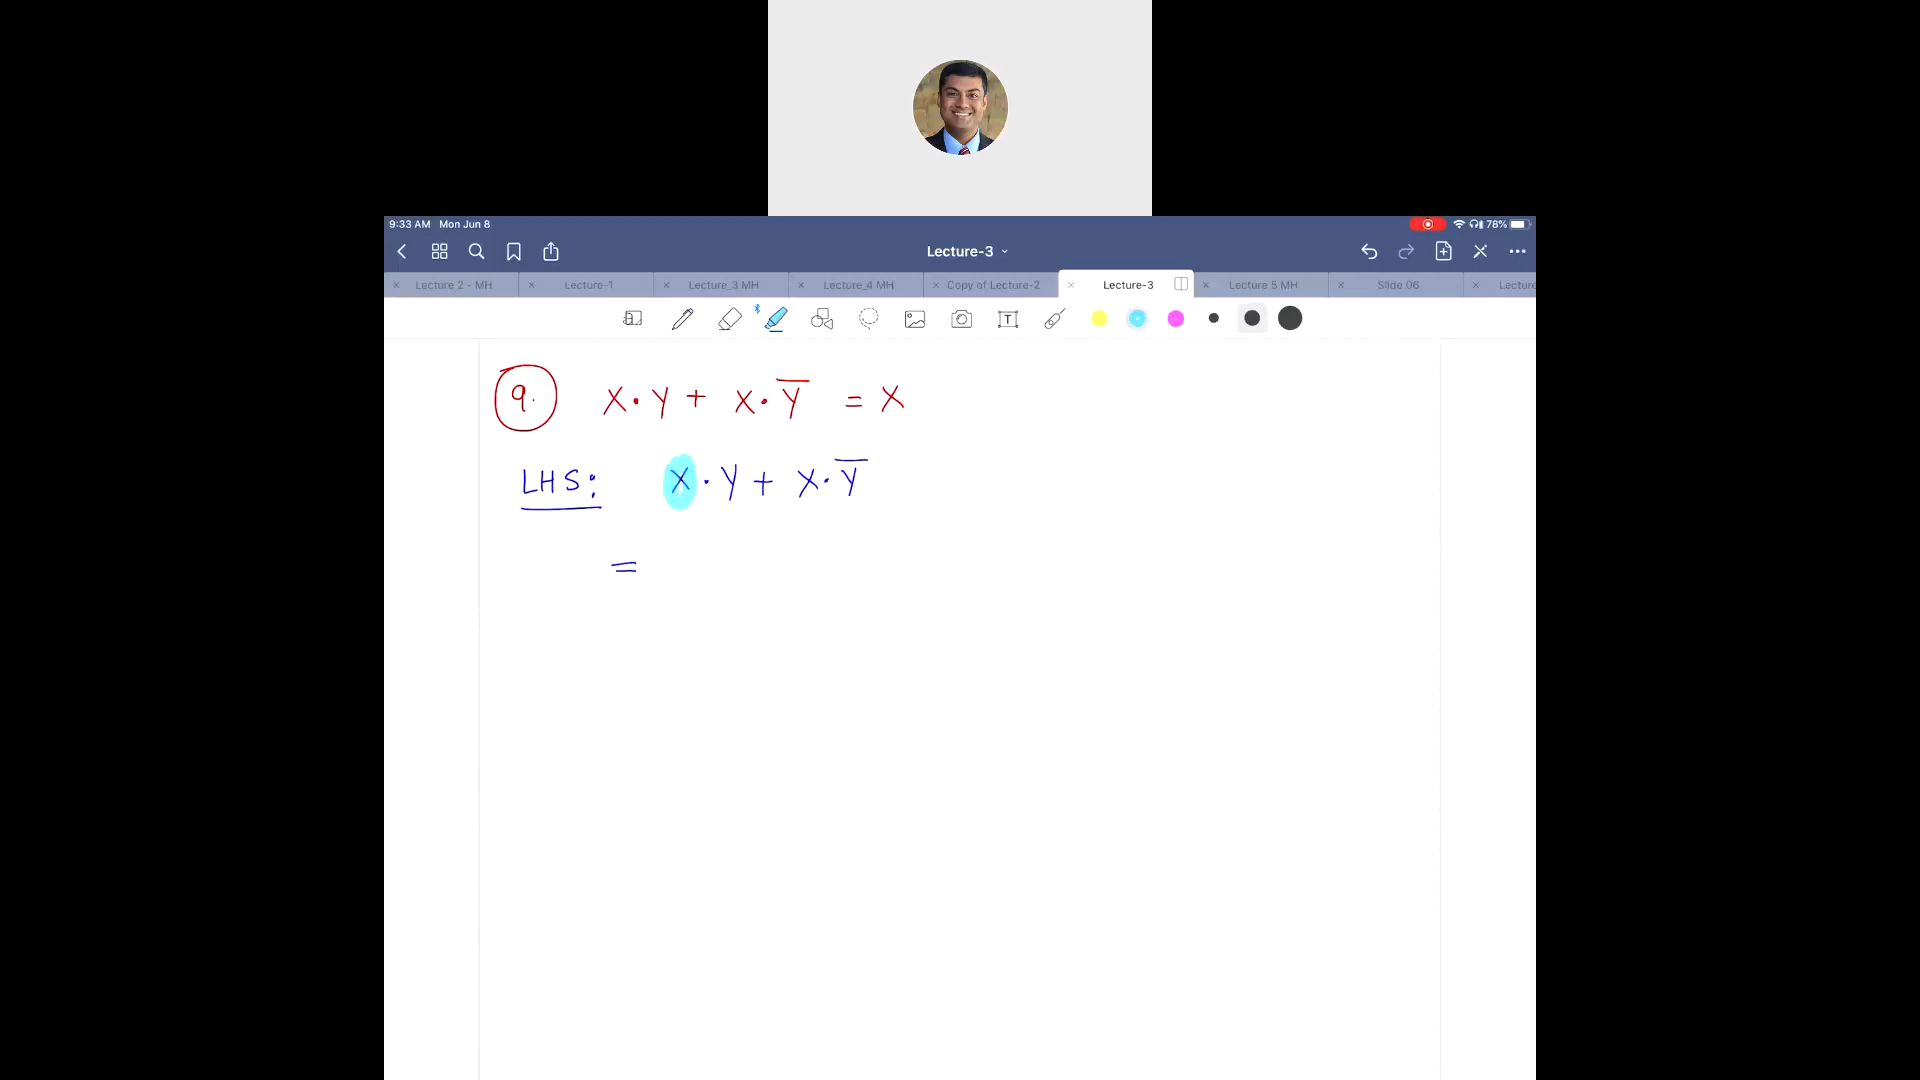 9:33 AM Mon Jun 8 78%
Lecture-3
Lecture 2 - MH Lecture-1 Lecture_3 MH Lecture_4 MH Copy of Lecture-2 Lecture-3 Lecture 5 MH Slide 06 Lecture
T
9. X·Y + X·Y̅ = X
LHS: X·Y + X·Y̅
=